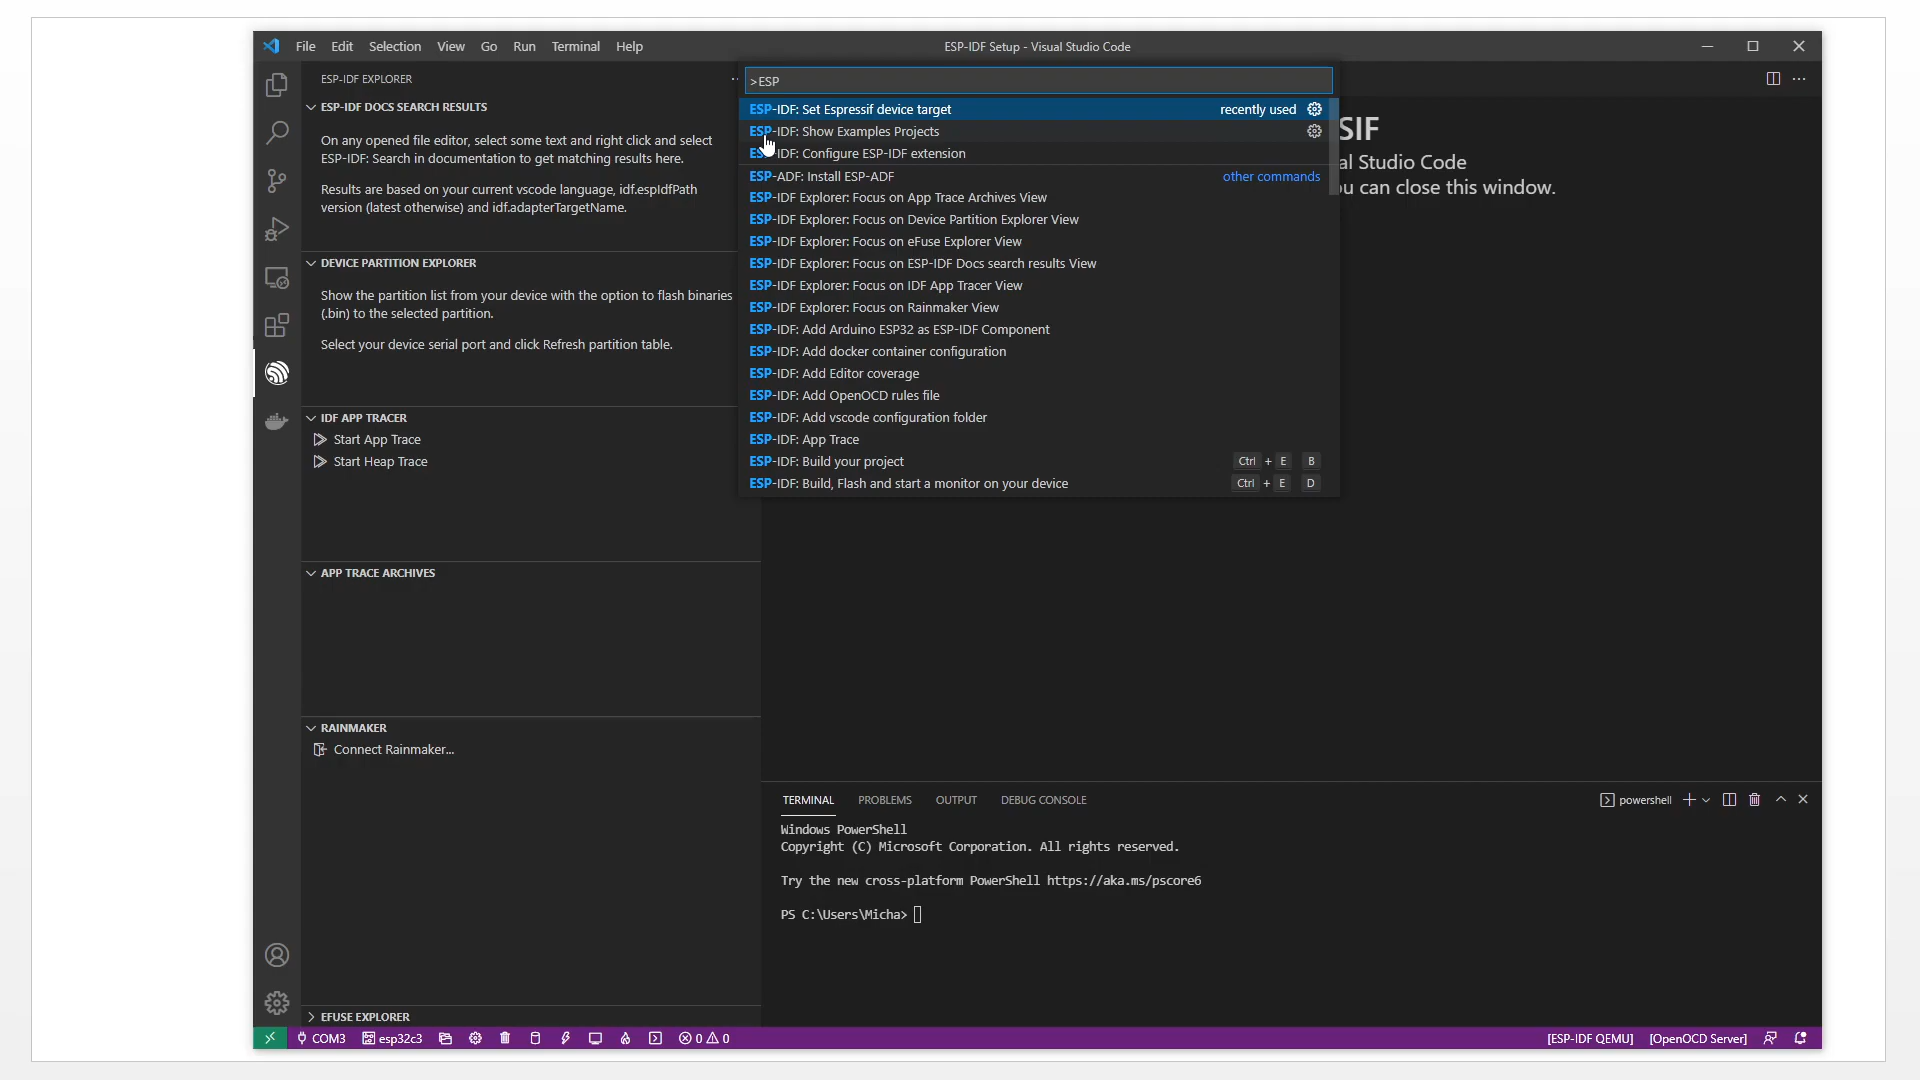 File Edit Selection View Go Run Terminal Help
ESP-IDF Setup - Visual Studio Code
ESP-IDF EXPLORER
ESP-IDF DOCS SEARCH RESULTS
On any opened file editor, select some text and right click and select
ESP-IDF: Search in documentation to get matching results here.
Results are based on your current vscode language, idf.espIdfPath
version (latest otherwise) and idf.adapterTargetName.
DEVICE PARTITION EXPLORER
Show the partition list from your device with the option to flash binaries
(.bin) to the selected partition.
Select your device serial port and click Refresh partition table.
IDF APP TRACER
Start App Trace
Start Heap Trace
APP TRACE ARCHIVES
RAINMAKER
Connect Rainmaker...
EFUSE EXPLORER
>ESP
ESP-IDF: Set Espressif device target recently used
ESP-IDF: Show Examples Projects
ESP-IDF: Configure ESP-IDF extension
ESP-ADF: Install ESP-ADF other commands
ESP-IDF Explorer: Focus on App Trace Archives View
ESP-IDF Explorer: Focus on Device Partition Explorer View
ESP-IDF Explorer: Focus on eFuse Explorer View
ESP-IDF Explorer: Focus on ESP-IDF Docs search results View
ESP-IDF Explorer: Focus on IDF App Tracer View
ESP-IDF Explorer: Focus on Rainmaker View
ESP-IDF: Add Arduino ESP32 as ESP-IDF Component
ESP-IDF: Add docker container configuration
ESP-IDF: Add Editor coverage
ESP-IDF: Add OpenOCD rules file
ESP-IDF: Add vscode configuration folder
ESP-IDF: App Trace
ESP-IDF: Build your project Ctrl + E B
ESP-IDF: Build, Flash and start a monitor on your device Ctrl + E D
SIF
al Studio Code
u can close this window.
TERMINAL PROBLEMS OUTPUT DEBUG CONSOLE
powershell
Windows PowerShell
Copyright (C) Microsoft Corporation. All rights reserved.
Try the new cross-platform PowerShell https://aka.ms/pscore6
PS C:\Users\Micha>
COM3 esp32c3 0 0 [ESP-IDF QEMU] [OpenOCD Server]